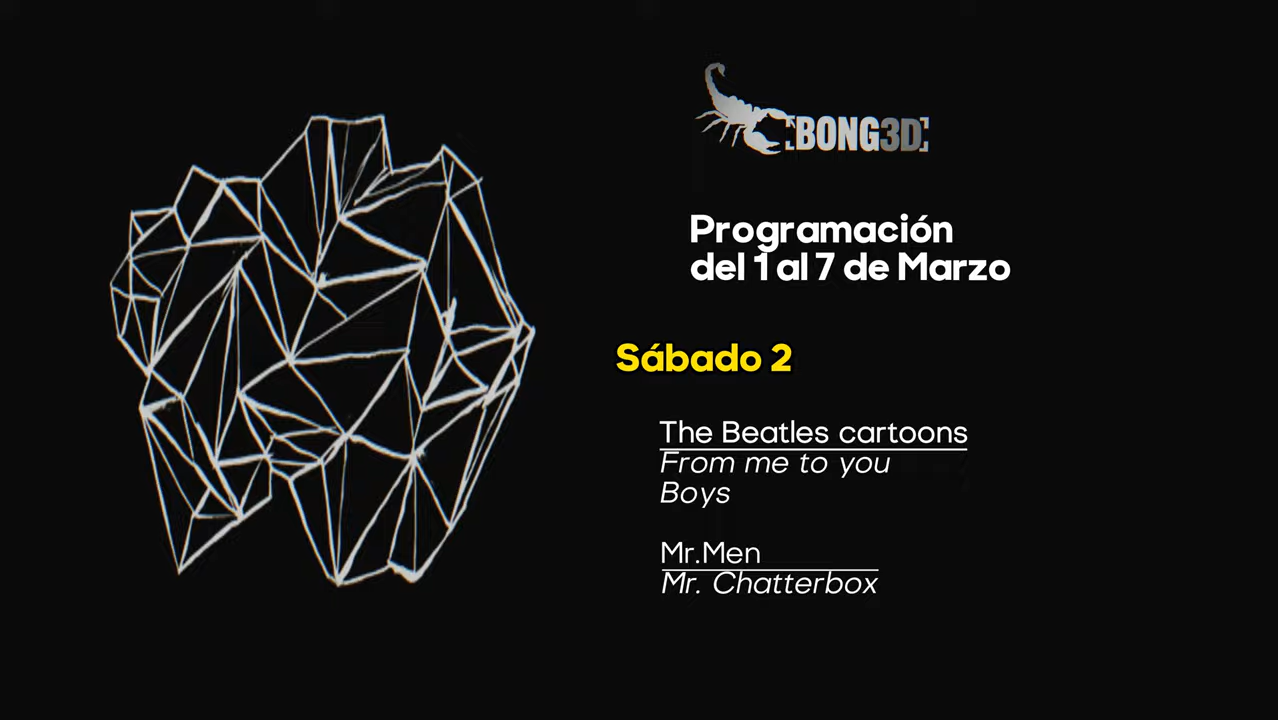 [BONG3D]
Programación
del 1 al 7 de Marzo
Sábado 2
The Beatles cartoons
From me to you
Boys
Mr.Men
Mr. Chatterbox